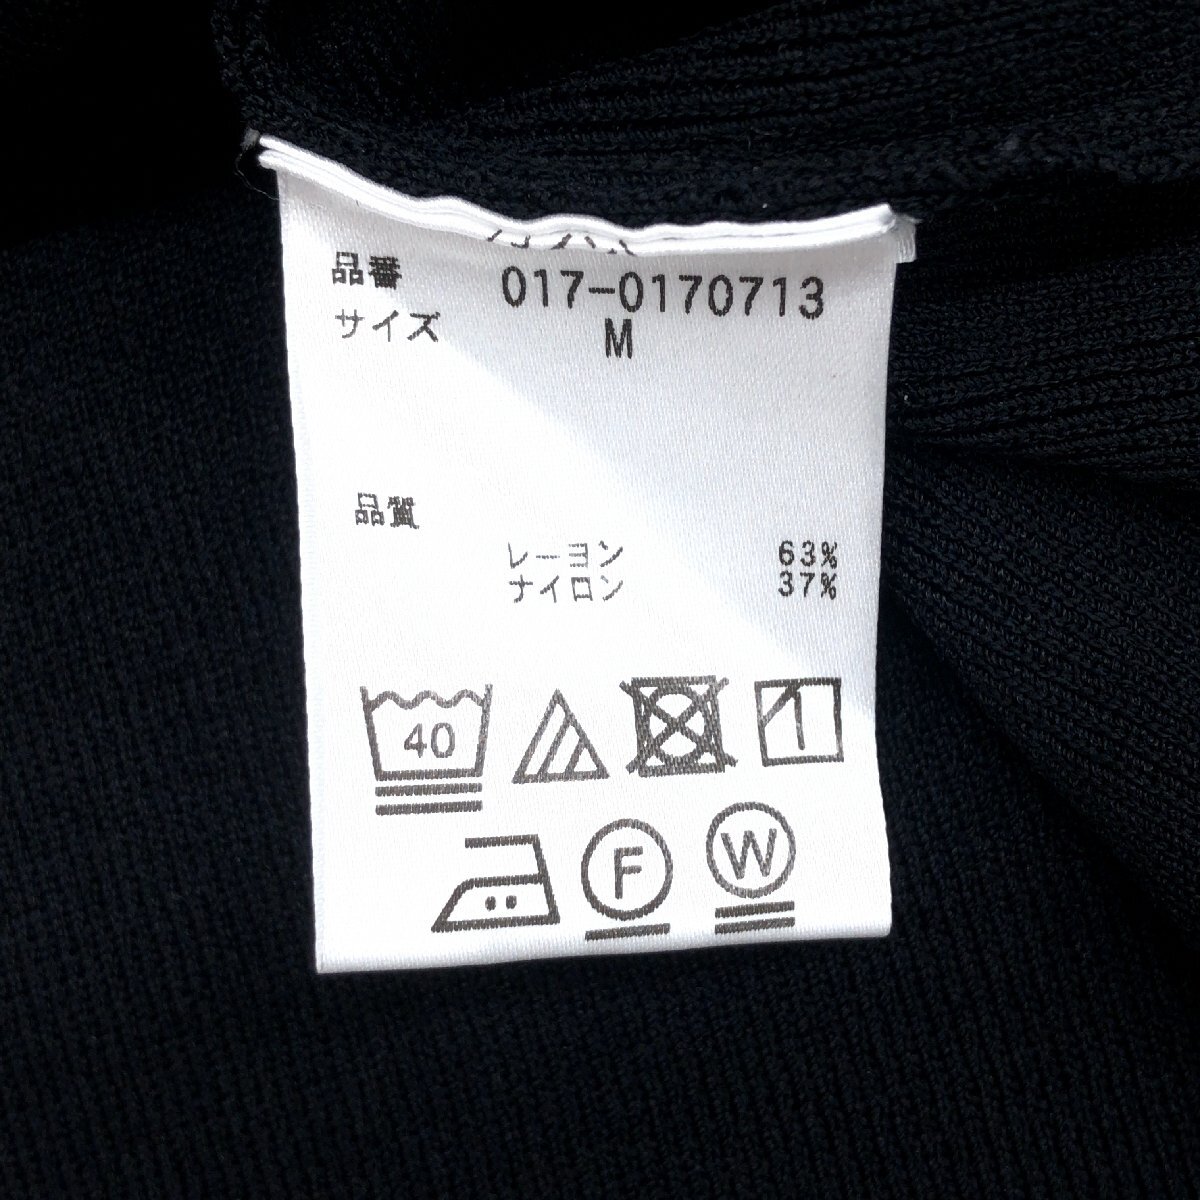 品番 017-0170713
サイズ M
品質
レーヨン 63%
ナイロン 37%
40
F W